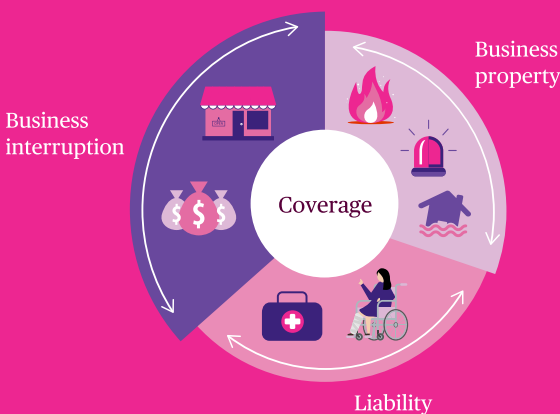 Business
property
Business
interruption
Coverage
$ $ $
Liability